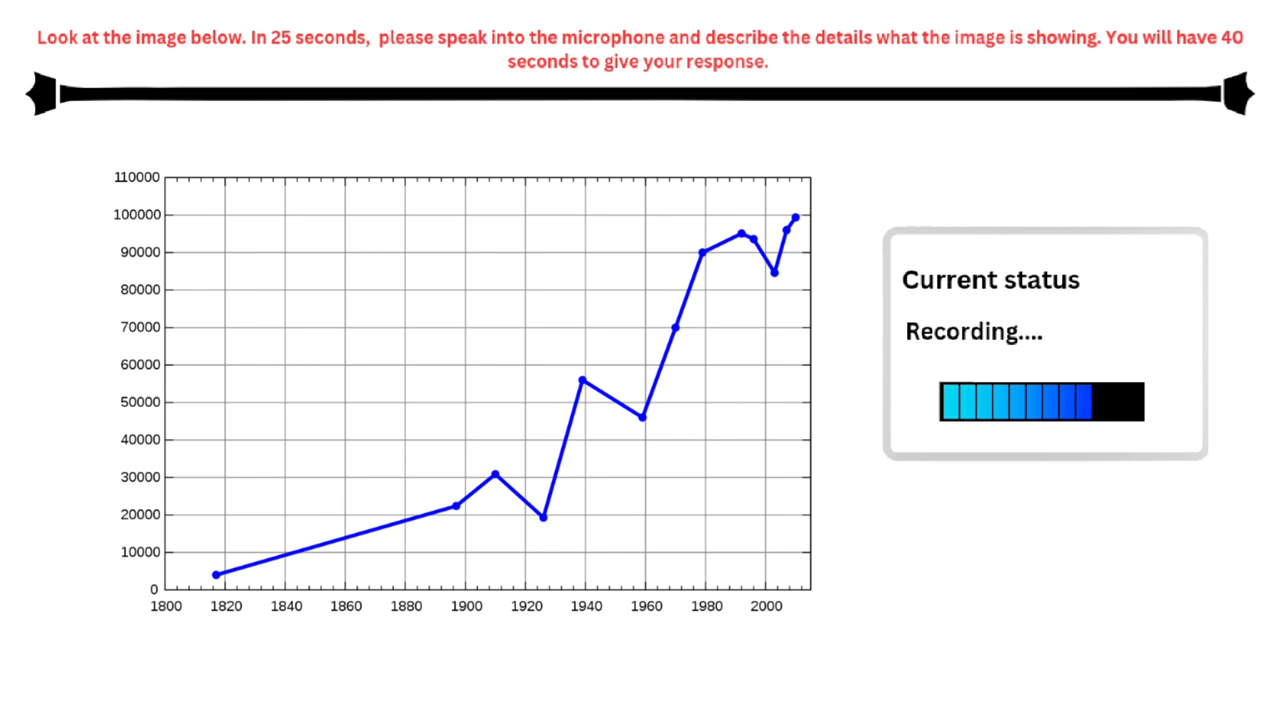 Look at the image below. In 25 seconds,  please speak into the microphone and describe the details what the image is showing. You will have 40
seconds to give your response.
110000
100000
90000
80000
70000
60000
50000
40000
30000
20000
10000
0
1800 1820 1840 1860 1880 1900 1920 1940 1960 1980 2000
Current status
Recording....